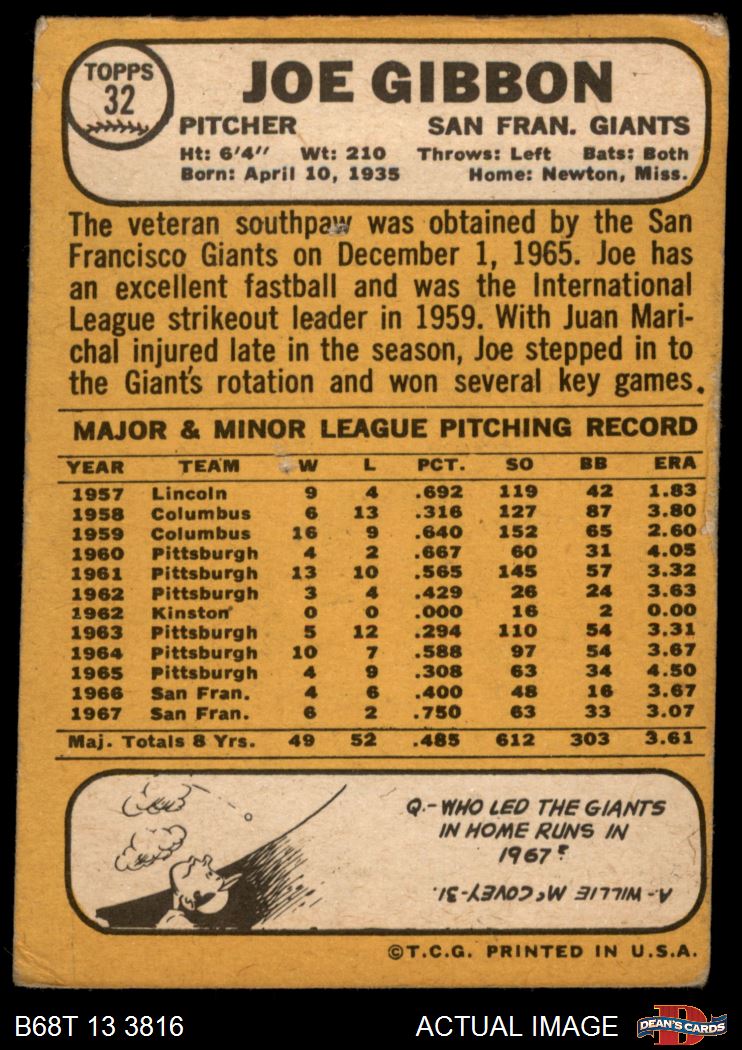 TOPPS
32
JOE GIBBON
PITCHER SAN FRAN. GIANTS
Ht: 6'4" Wt: 210 Throws: Left Bats: Both
Born: April 10, 1935 Home: Newton, Miss.
The veteran southpaw was obtained by the San
Francisco Giants on December 1, 1965. Joe has
an excellent fastball and was the International
League strikeout leader in 1959. With Juan Mari-
chal injured late in the season, Joe stepped in to
the Giant's rotation and won several key games.
MAJOR & MINOR LEAGUE PITCHING RECORD
YEAR TEAM W L PCT. SO BB ERA
1957 Lincoln 9 4 .692 119 42 1.83
1958 Columbus 6 13 .316 127 87 3.80
1959 Columbus 16 9 .640 152 65 2.60
1960 Pittsburgh 4 2 .667 60 31 4.05
1961 Pittsburgh 13 10 .565 145 57 3.32
1962 Pittsburgh 3 4 .429 26 24 3.63
1962 Kinston 0 0 .000 16 2 0.00
1963 Pittsburgh 5 12 .294 110 54 3.31
1964 Pittsburgh 10 7 .588 97 54 3.67
1965 Pittsburgh 4 9 .308 63 34 4.50
1966 San Fran. 4 6 .400 48 16 3.67
1967 San Fran. 6 2 .750 63 33 3.07
Maj. Totals 8 Yrs. 49 52 .485 612 303 3.61
Q.-WHO LED THE GIANTS
IN HOME RUNS IN
1967?
A-WILLIE McCOVEY-31.
©T.C.G. PRINTED IN U.S.A.
B68T 13 3816 ACTUAL IMAGE DEAN'S CARDS